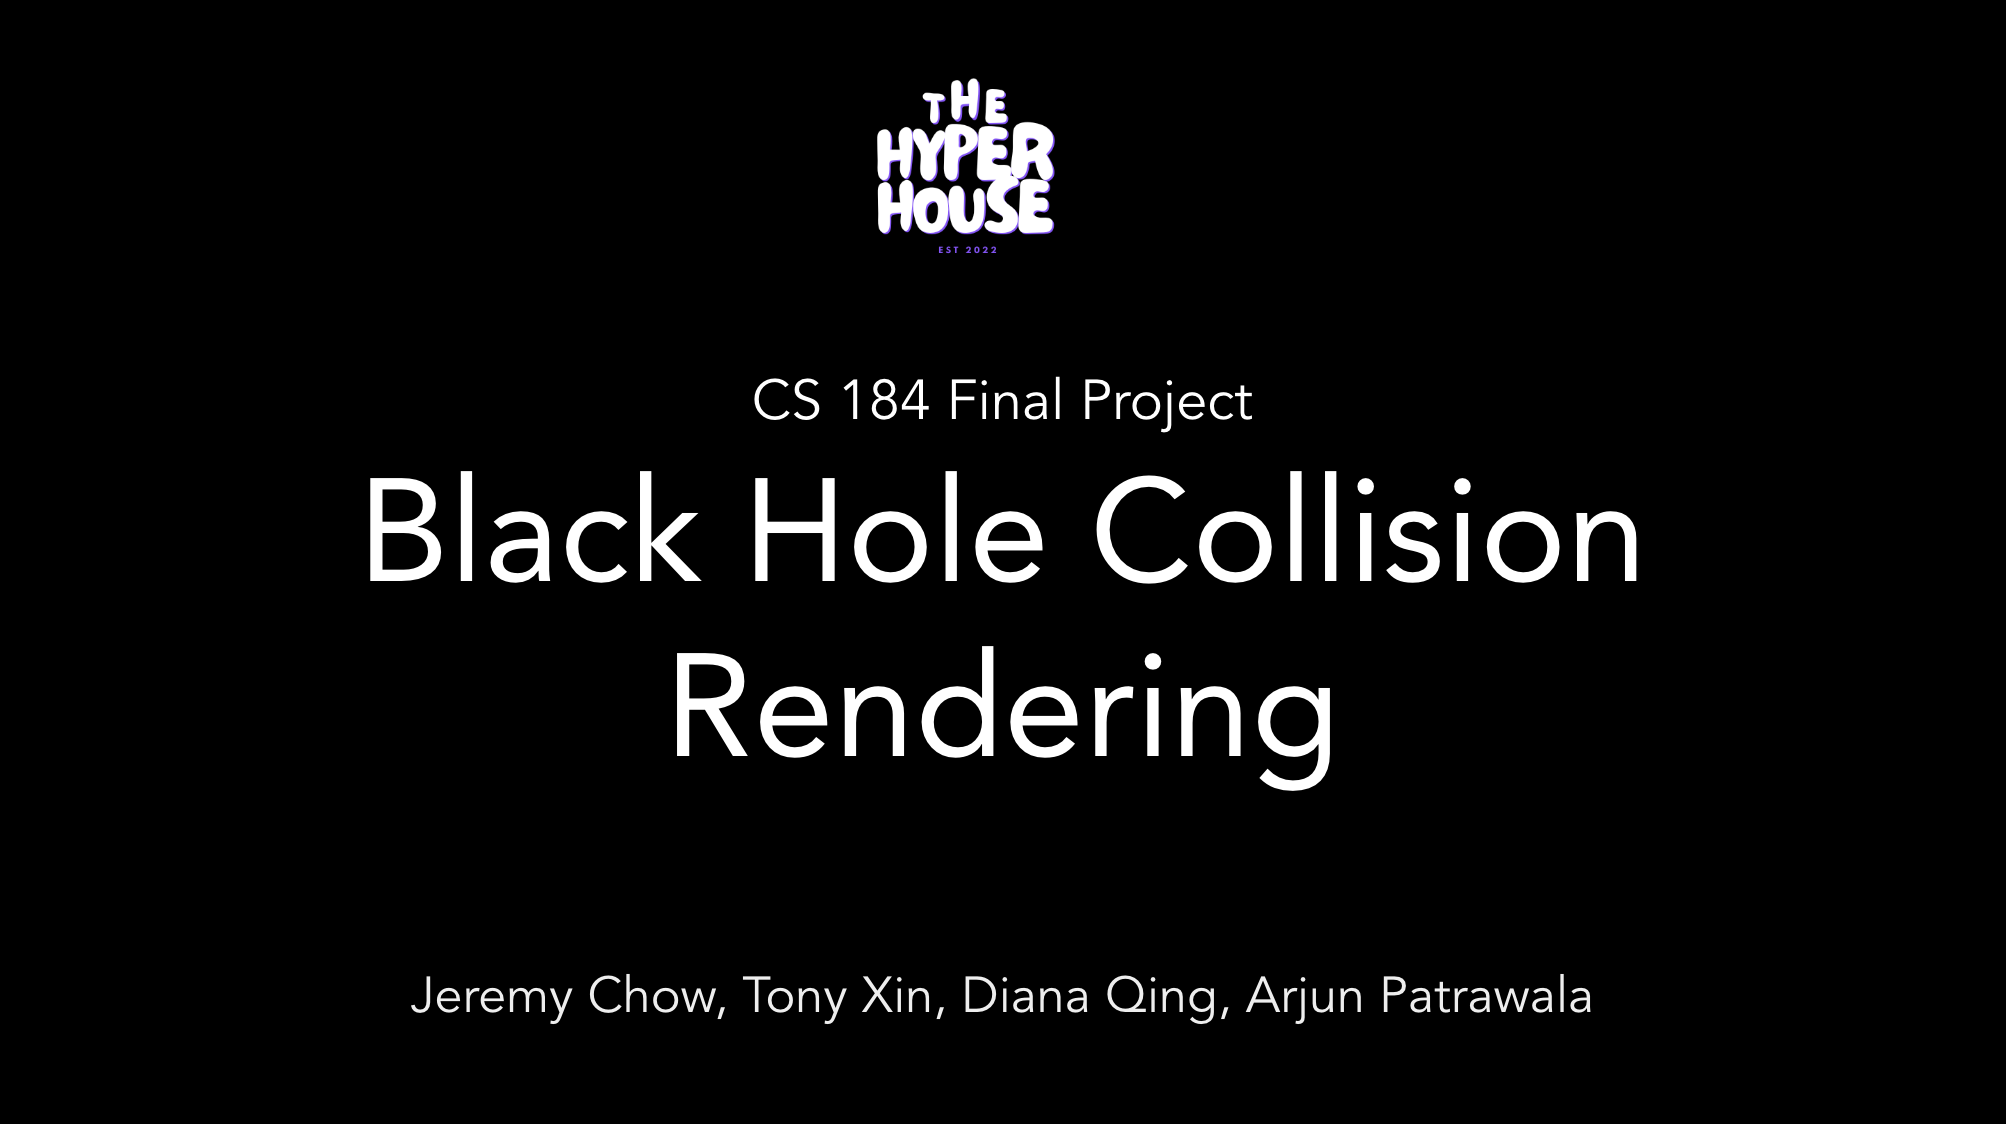 THE
HYPER
HOUSE
EST 2022
CS 184 Final Project
Black Hole Collision
Rendering
Jeremy Chow, Tony Xin, Diana Qing, Arjun Patrawala